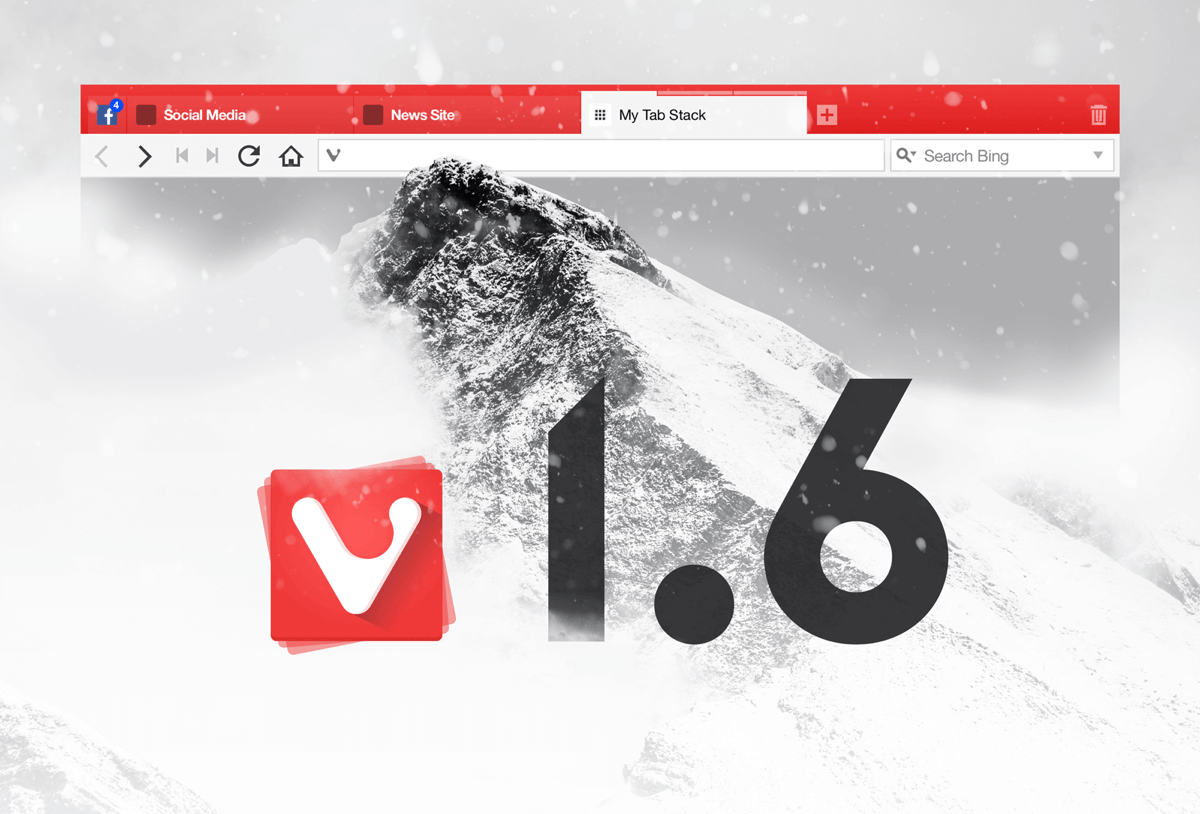 4
Social Media
News Site
My Tab Stack
Search Bing
1.6